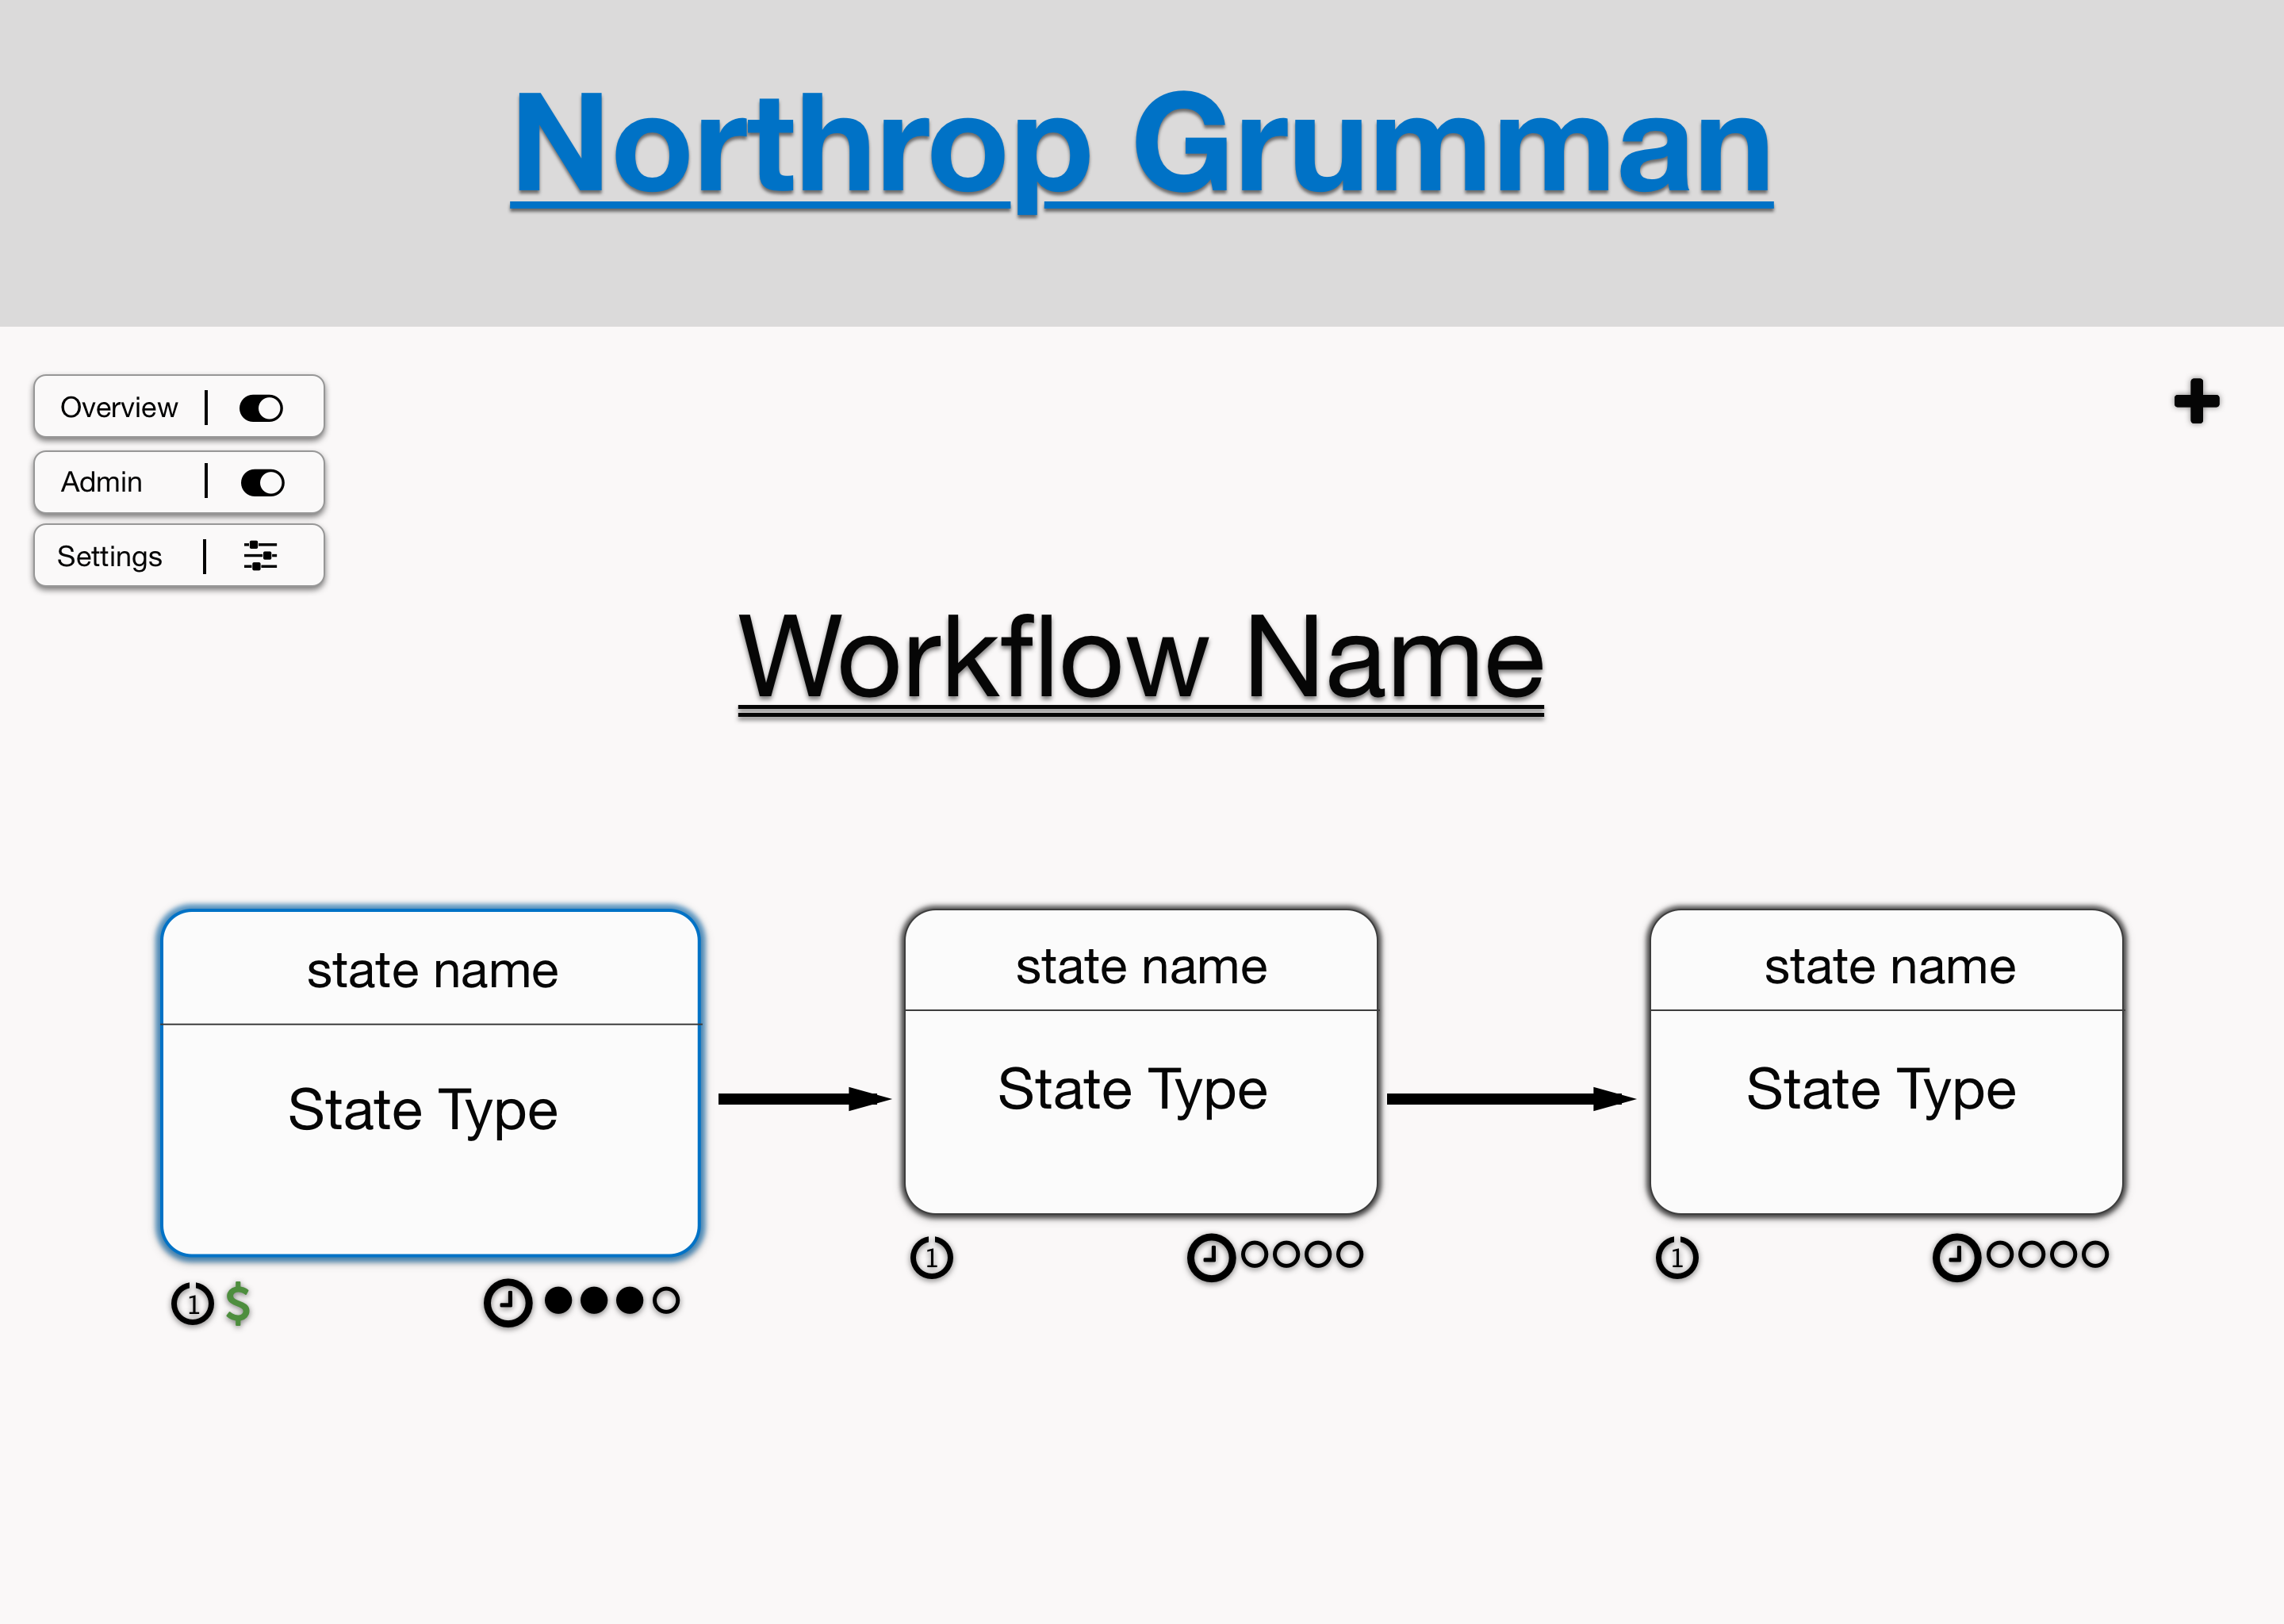 Northrop Grumman
Overview
Admin
Settings
Workflow Name
state name
State Type
1 $
state name
State Type
1
state name
State Type
1